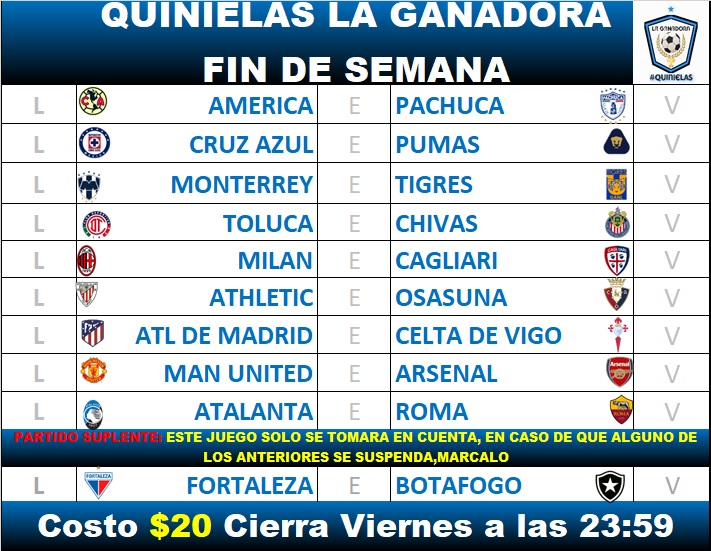 QUINIELAS LA GANADORA
FIN DE SEMANA
LA GANADORA
#QUINIELAS
L AMERICA E PACHUCA V
L CRUZ AZUL E PUMAS V
L MONTERREY E TIGRES V
L TOLUCA E CHIVAS V
L MILAN E CAGLIARI V
L ATHLETIC E OSASUNA V
L ATL DE MADRID E CELTA DE VIGO V
L MAN UNITED E ARSENAL V
L ATALANTA E ROMA V
PARTIDO SUPLENTE: ESTE JUEGO SOLO SE TOMARA EN CUENTA, EN CASO DE QUE ALGUNO DE
LOS ANTERIORES SE SUSPENDA,MARCALO
L FORTALEZA E BOTAFOGO V
Costo $20 Cierra Viernes a las 23:59